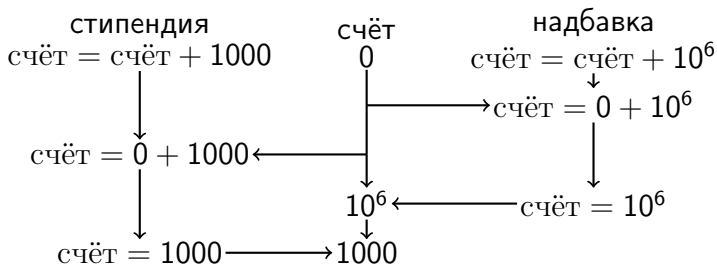 стипендия счёт надбавка
счёт = счёт + 1000 0 счёт = счёт + 10⁶
счёт = 0 + 10⁶
счёт = 0 + 1000
10⁶ счёт = 10⁶
счёт = 1000 1000